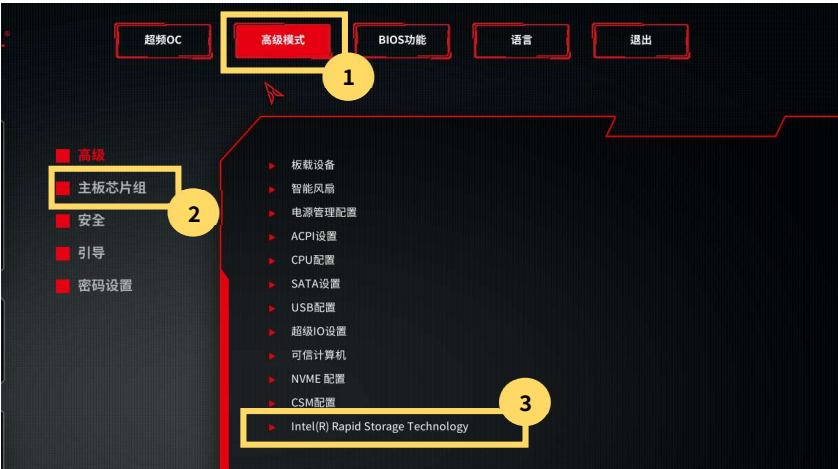 超频OC
高级模式
BIOS功能
语言
退出
1
高级
主板芯片组
2
安全
引导
密码设置
板载设备
智能风扇
电源管理配置
ACPI设置
CPU配置
SATA设置
USB配置
超级IO设置
可信计算机
NVME 配置
CSM配置
3
Intel(R) Rapid Storage Technology